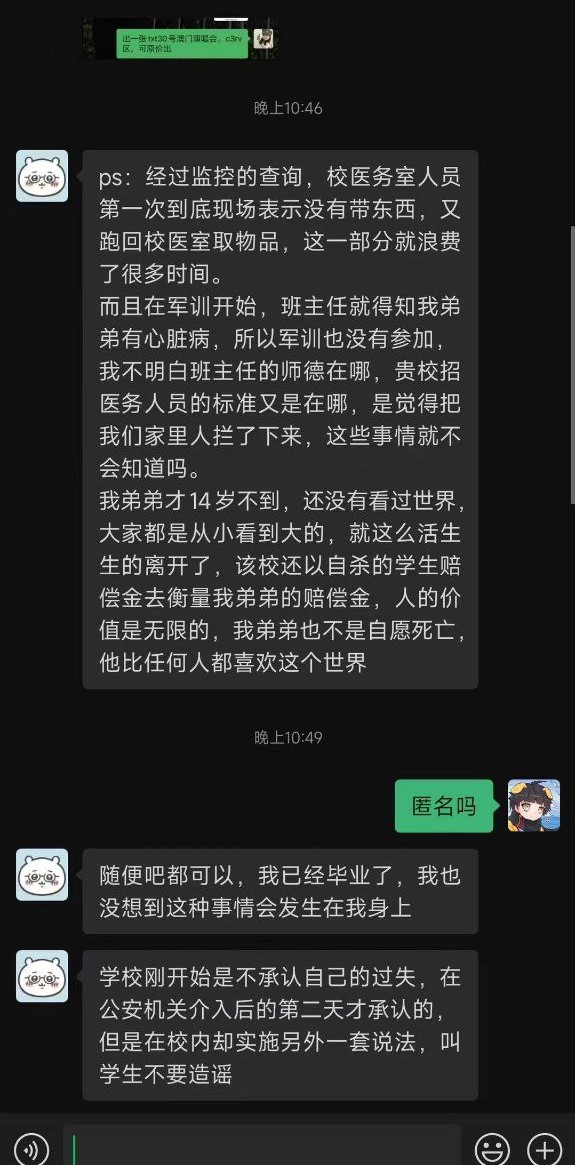 出一张txt30号澳门演唱会，c3rv
区，可原价出
晚上10:46
ps：经过监控的查询，校医务室人员
第一次到底现场表示没有带东西，又
跑回校医室取物品，这一部分就浪费
了很多时间。
而且在军训开始，班主任就得知我弟
弟有心脏病，所以军训也没有参加，
我不明白班主任的师德在哪，贵校招
医务人员的标准又是在哪，是觉得把
我们家里人拦了下来，这些事情就不
会知道吗。
我弟弟才14岁不到，还没有看过世界，
大家都是从小看到大的，就这么活生
生的离开了，该校还以自杀的学生赔
偿金去衡量我弟弟的赔偿金，人的价
值是无限的，我弟弟也不是自愿死亡，
他比任何人都喜欢这个世界
晚上10:49
匿名吗
随便吧都可以，我已经毕业了，我也
没想到这种事情会发生在我身上
学校刚开始是不承认自己的过失，在
公安机关介入后的第二天才承认的，
但是在校内却实施另外一套说法，叫
学生不要造谣